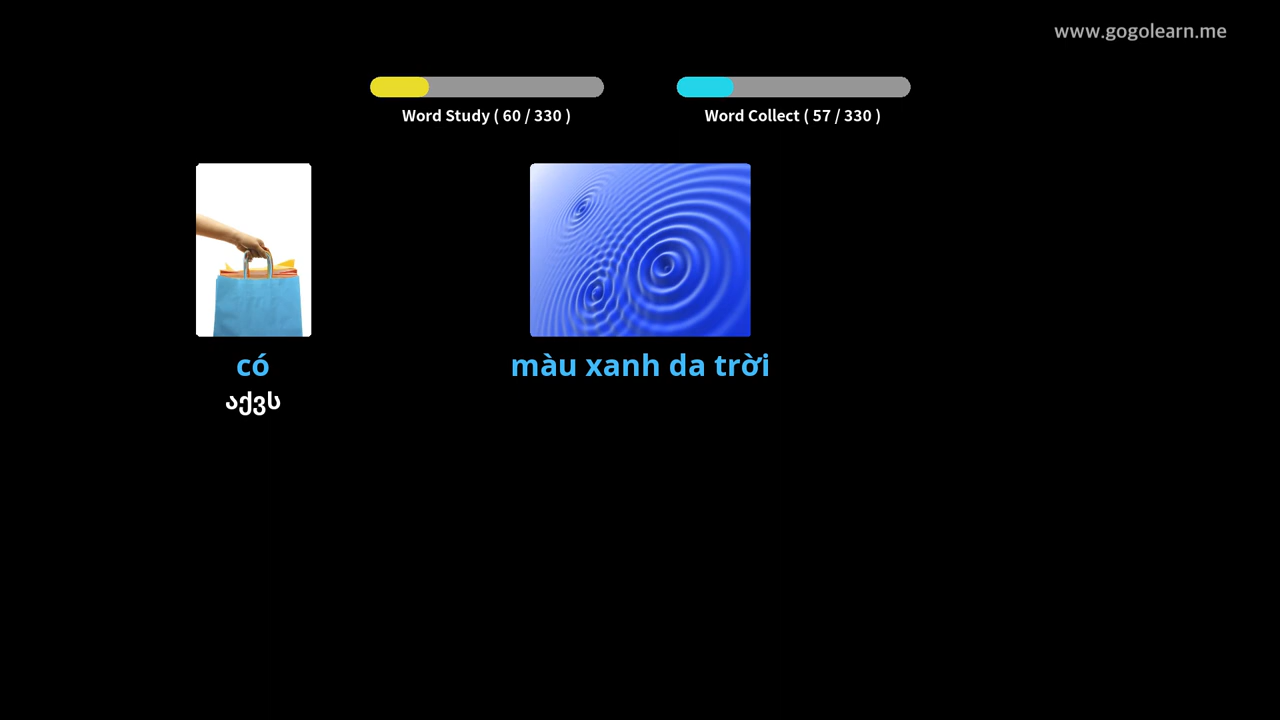 www.gogolearn.me
Word Study ( 60 / 330 )
Word Collect ( 57 / 330 )
có
აქვს
màu xanh da trời